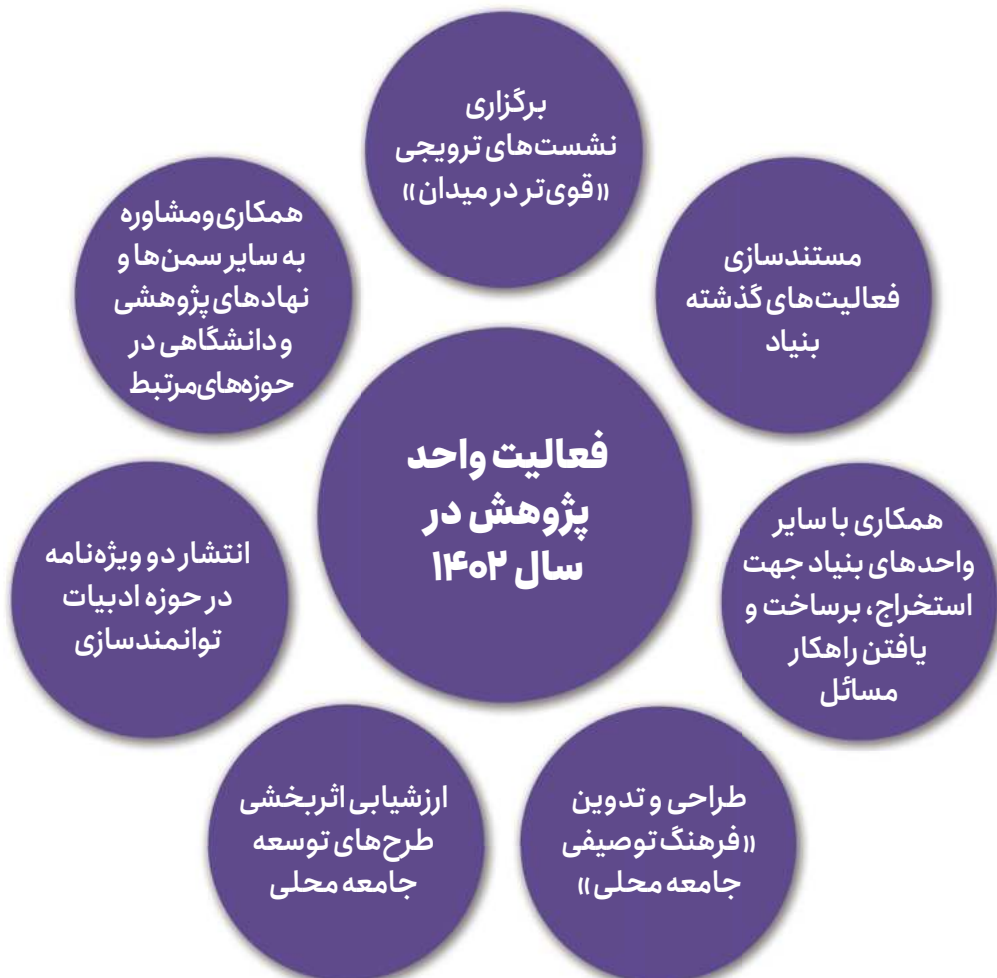 برگزاری
نشست‌های ترویجی
«قوی‌تر در میدان»
مستندسازی
فعالیت‌های گذشته
بنیاد
همکاری با سایر
واحدهای بنیاد جهت
استخراج، برساخت و
یافتن راهکار
مسائل
طراحی و تدوین
«فرهنگ توصیفی
جامعه محلی»
ارزشیابی اثربخشی
طرح‌های توسعه
جامعه محلی
انتشار دو ویژه‌نامه
در حوزه ادبیات
توانمندسازی
همکاری و مشاوره
به سایر سمن‌ها و
نهادهای پژوهشی
و دانشگاهی در
حوزه‌های مرتبط
فعالیت واحد
پژوهش در
سال ۱۴۰۲